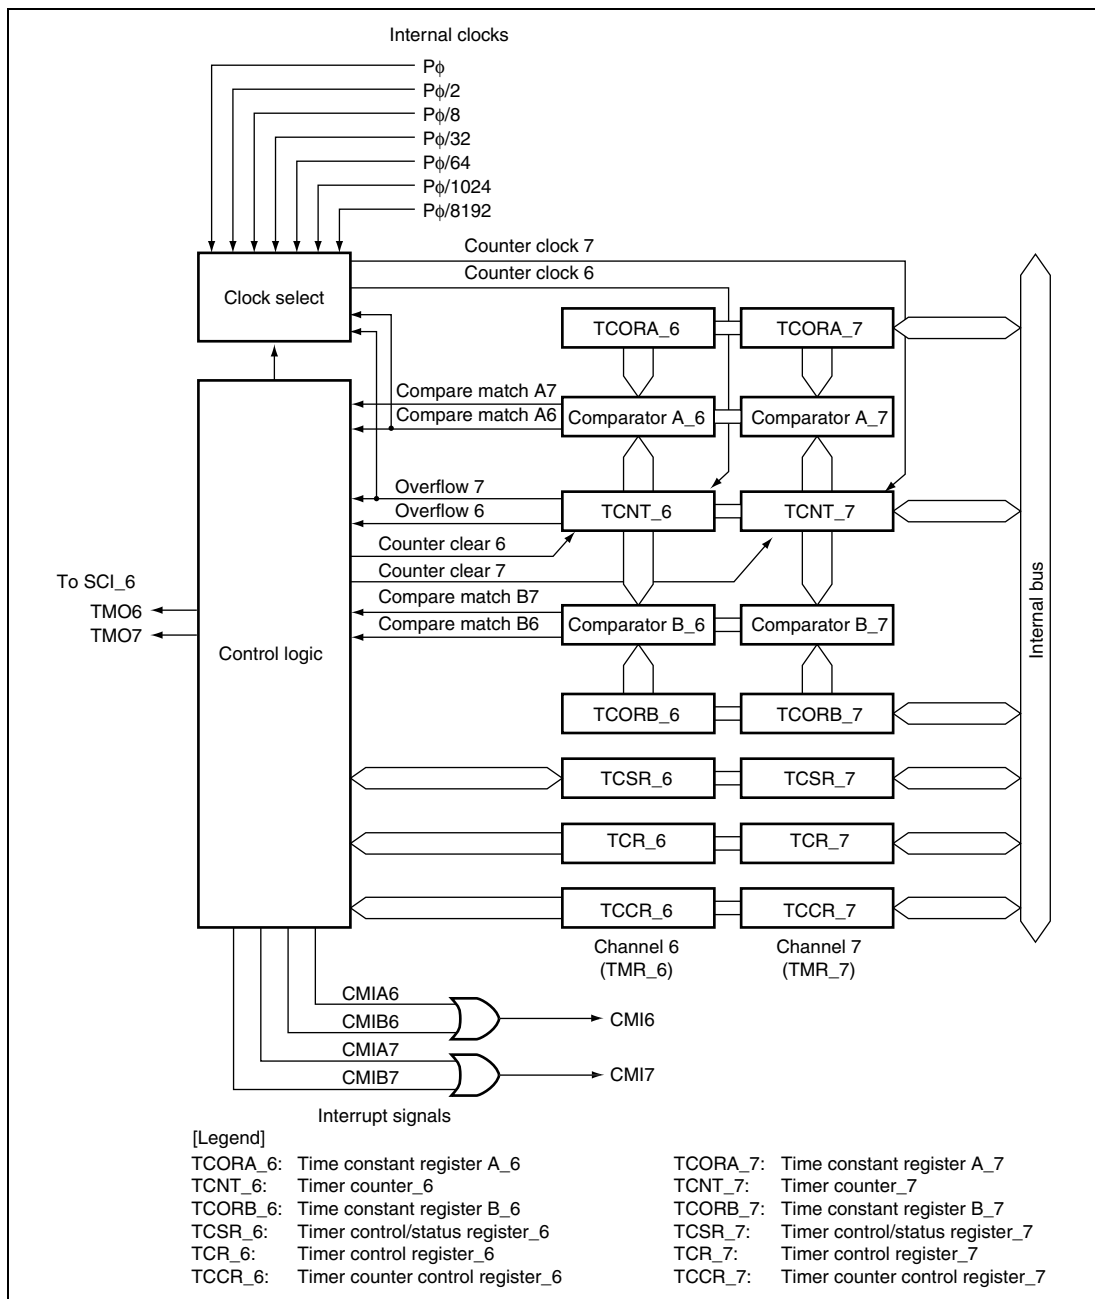 Internal clocks
Pϕ
Pϕ/2
Pϕ/8
Pϕ/32
Pϕ/64
Pϕ/1024
Pϕ/8192
Counter clock 7
Counter clock 6
Clock select
TCORA_6
TCORA_7
Compare match A7
Compare match A6
Comparator A_6
Comparator A_7
Overflow 7
Overflow 6
TCNT_6
TCNT_7
Counter clear 6
Counter clear 7
To SCI_6
TMO6
TMO7
Compare match B7
Compare match B6
Comparator B_6
Comparator B_7
Control logic
Internal bus
TCORB_6
TCORB_7
TCSR_6
TCSR_7
TCR_6
TCR_7
TCCR_6
TCCR_7
Channel 6
(TMR_6)
Channel 7
(TMR_7)
CMIA6
CMIB6
CMI6
CMIA7
CMIB7
CMI7
Interrupt signals
[Legend]
TCORA_6: Time constant register A_6
TCNT_6: Timer counter_6
TCORB_6: Time constant register B_6
TCSR_6: Timer control/status register_6
TCR_6: Timer control register_6
TCCR_6: Timer counter control register_6
TCORA_7: Time constant register A_7
TCNT_7: Timer counter_7
TCORB_7: Time constant register B_7
TCSR_7: Timer control/status register_7
TCR_7: Timer control register_7
TCCR_7: Timer counter control register_7